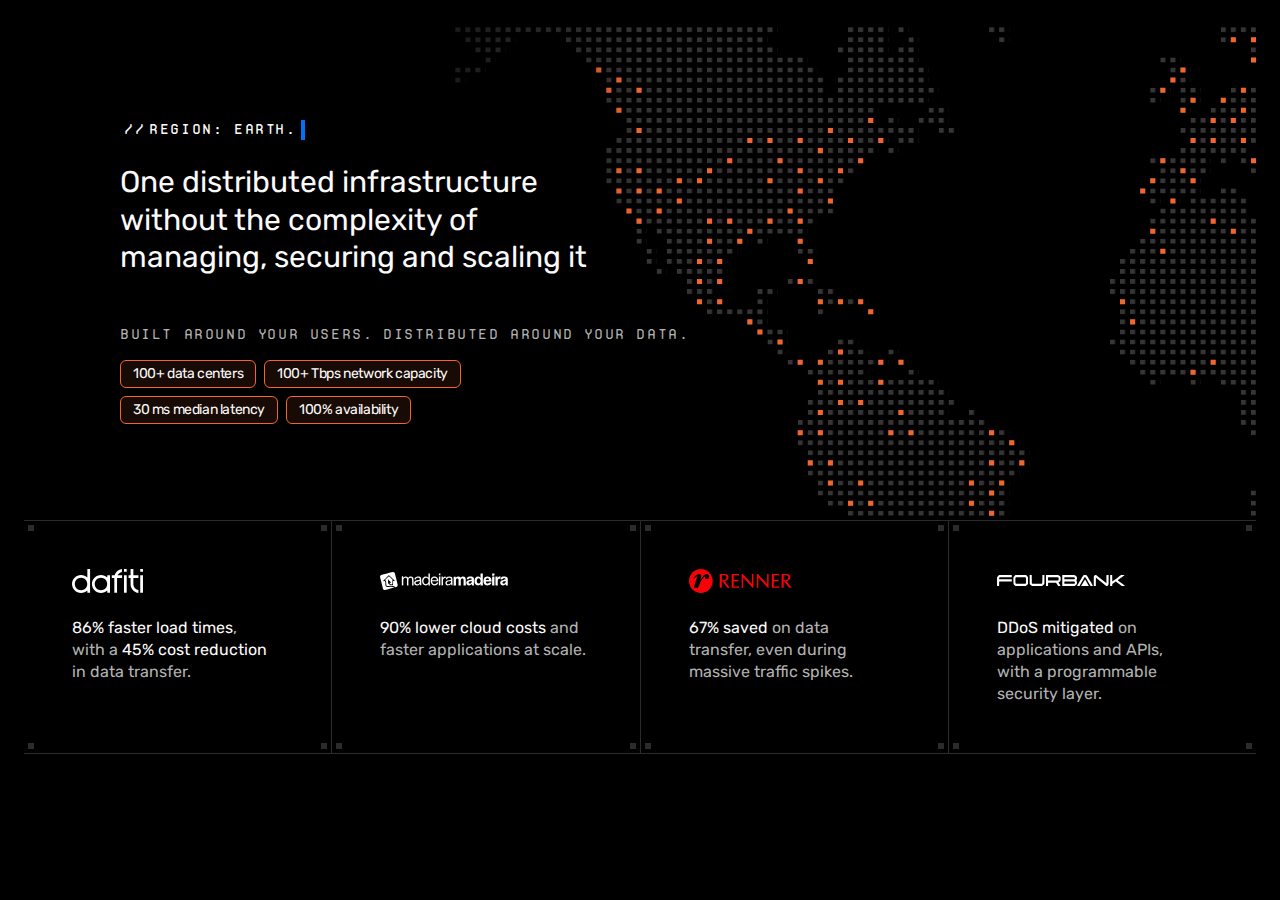 //REGION: EARTH.
One distributed infrastructure
without the complexity of
managing, securing and scaling it
BUILT AROUND YOUR USERS. DISTRIBUTED AROUND YOUR DATA.
100+ data centers
100+ Tbps network capacity
30 ms median latency
100% availability
dafiti
86% faster load times,
with a 45% cost reduction
in data transfer.
madeiramadeira
90% lower cloud costs and
faster applications at scale.
RENNER
67% saved on data
transfer, even during
massive traffic spikes.
FOURBANK
DDoS mitigated on
applications and APIs,
with a programmable
security layer.